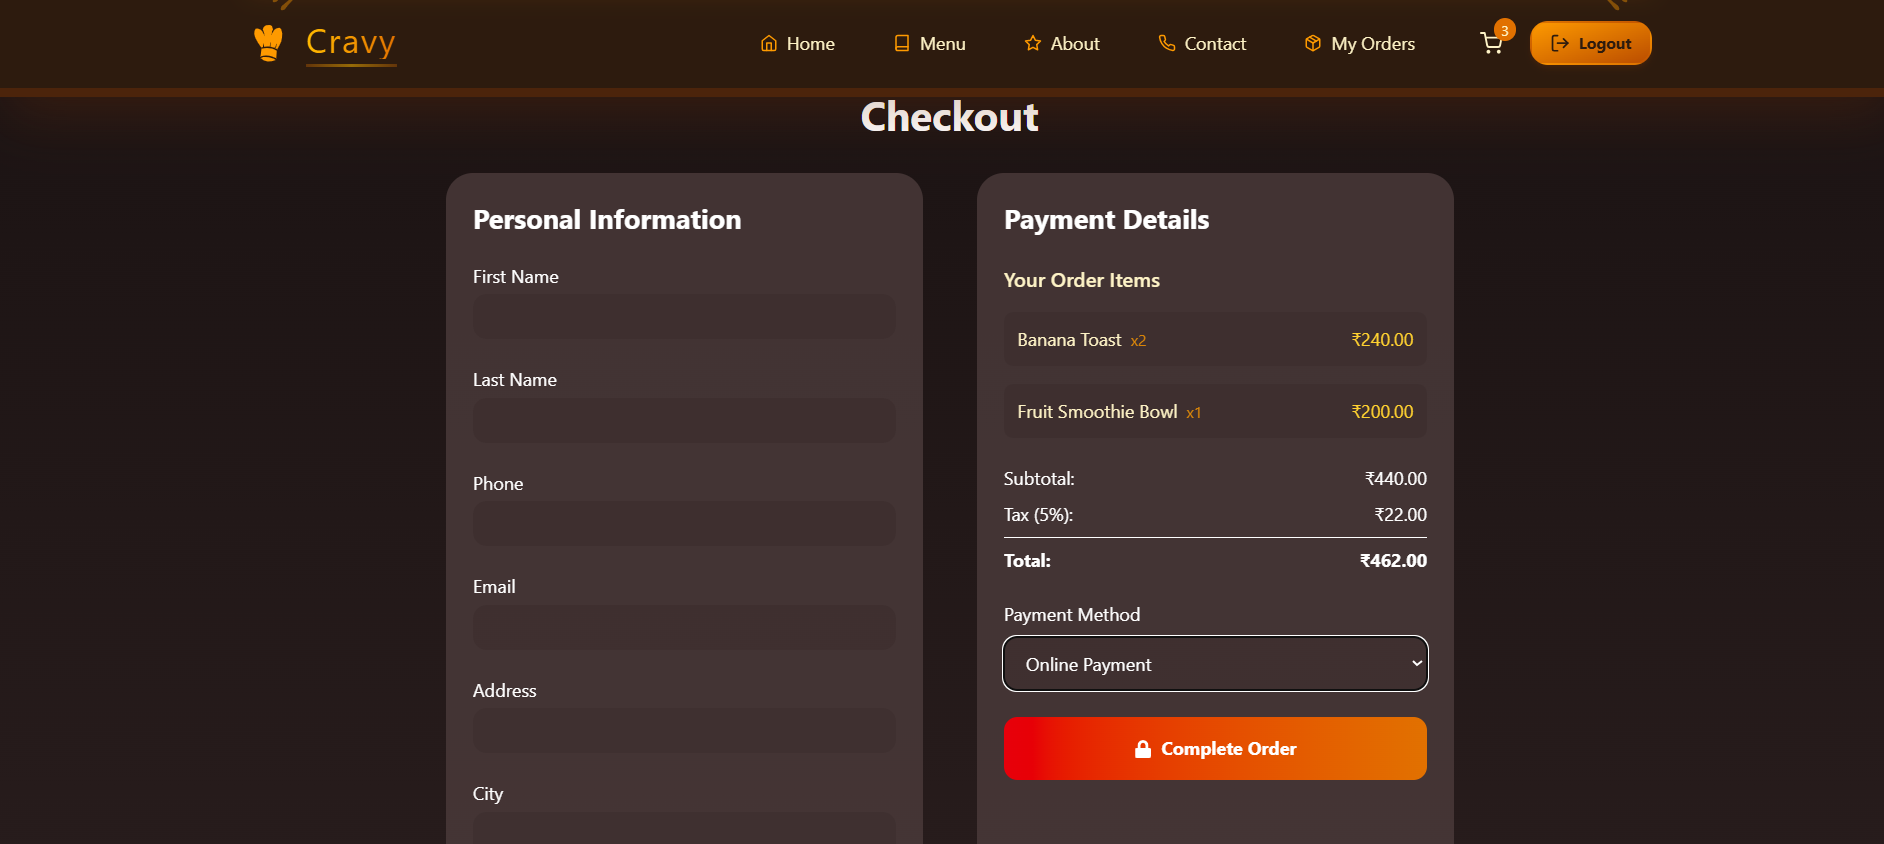 Cravy
Home
Menu
About
Contact
My Orders
3
Logout
Checkout
Personal Information
First Name
Last Name
Phone
Email
Address
City
Payment Details
Your Order Items
Banana Toast x2 ₹240.00
Fruit Smoothie Bowl x1 ₹200.00
Subtotal: ₹440.00
Tax (5%): ₹22.00
Total: ₹462.00
Payment Method
Online Payment
Complete Order